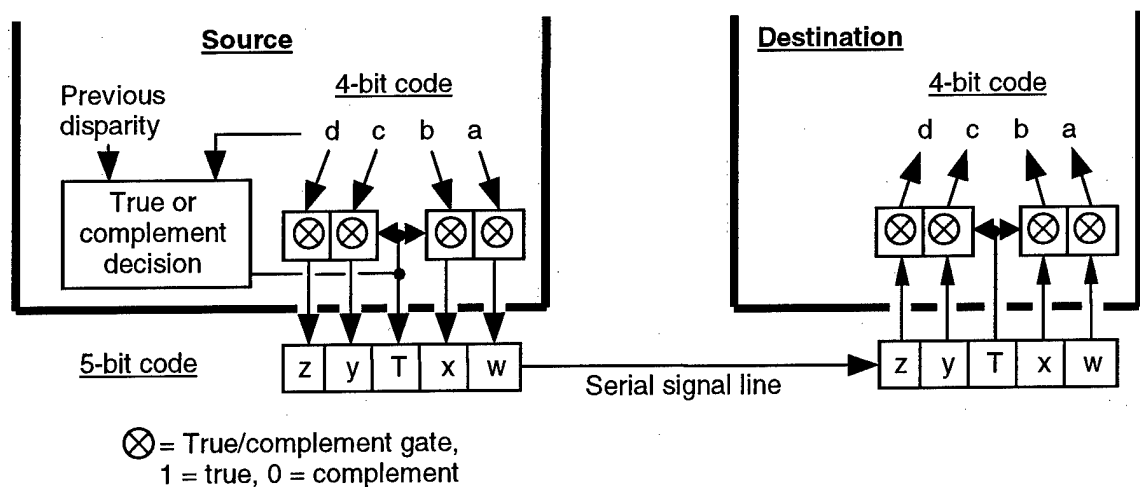 Source
Destination
Previous
disparity
4-bit code
d c b a
True or
complement
decision
4-bit code
d c b a
5-bit code
z y T x w
Serial signal line
z y T x w
⊗ = True/complement gate,
1 = true, 0 = complement